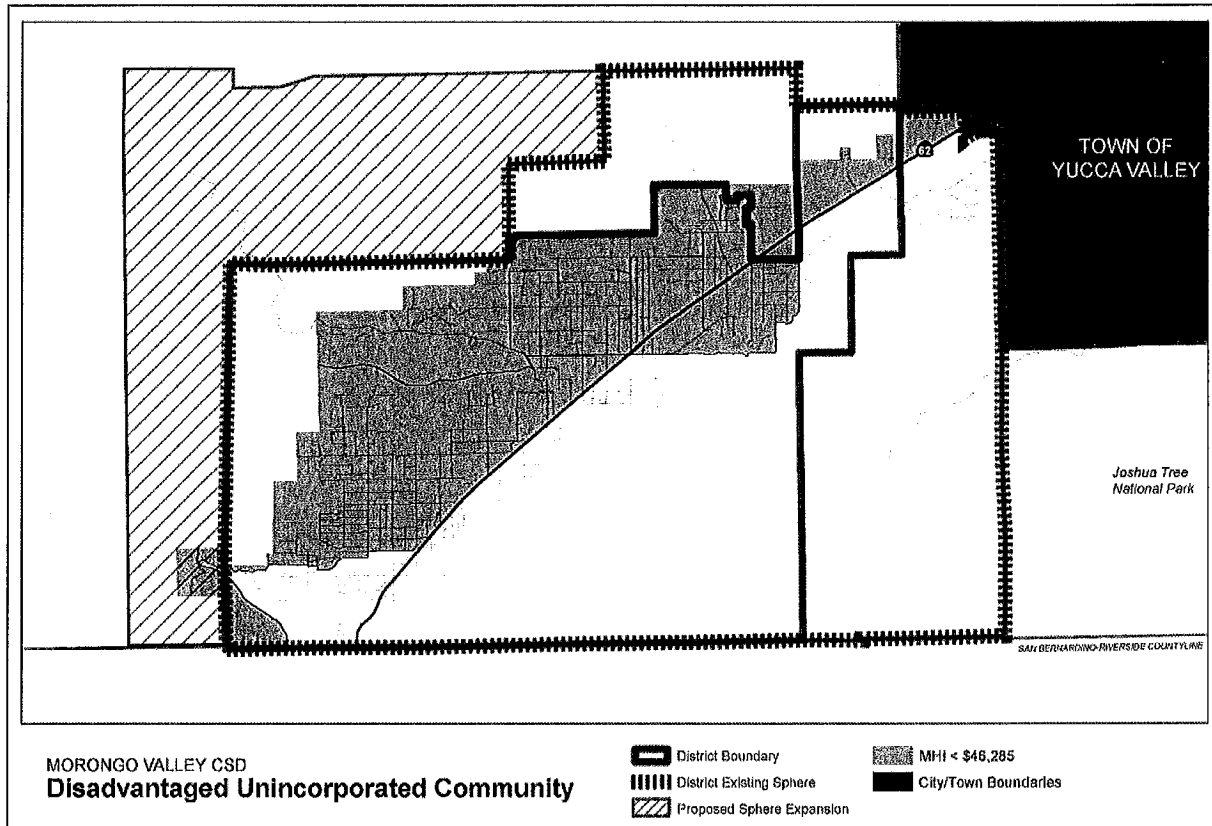 TOWN OF
YUCCA VALLEY
62
Joshua Tree
National Park
SAN BERNARDINO-RIVERSIDE COUNTYLINE
MORONGO VALLEY CSD
Disadvantaged Unincorporated Community
District Boundary
District Existing Sphere
Proposed Sphere Expansion
MHI < $46,285
City/Town Boundaries